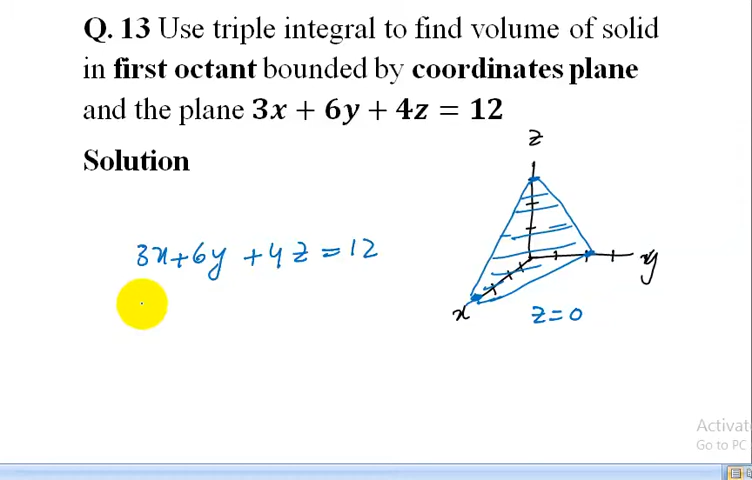 Q. 13 Use triple integral to find volume of solid
in first octant bounded by coordinates plane
and the plane 3x + 6y + 4z = 12
z
Solution
3x+6y +4z = 12
y
x
z=0
Activat
Go to PC